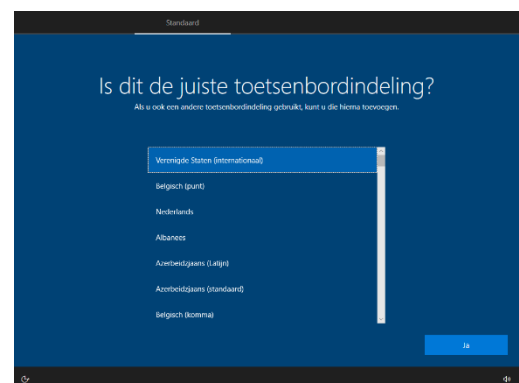 Standaard
Is dit de juiste toetsenbordindeling?
Als u ook een andere toetsenbordindeling gebruikt, kunt u die hierna toevoegen.
Verenigde Staten (internationaal)
Belgisch (punt)
Nederlands
Albanees
Azerbeidzjaans (Latijn)
Azerbeidzjaans (standaard)
Belgisch (komma)
Ja